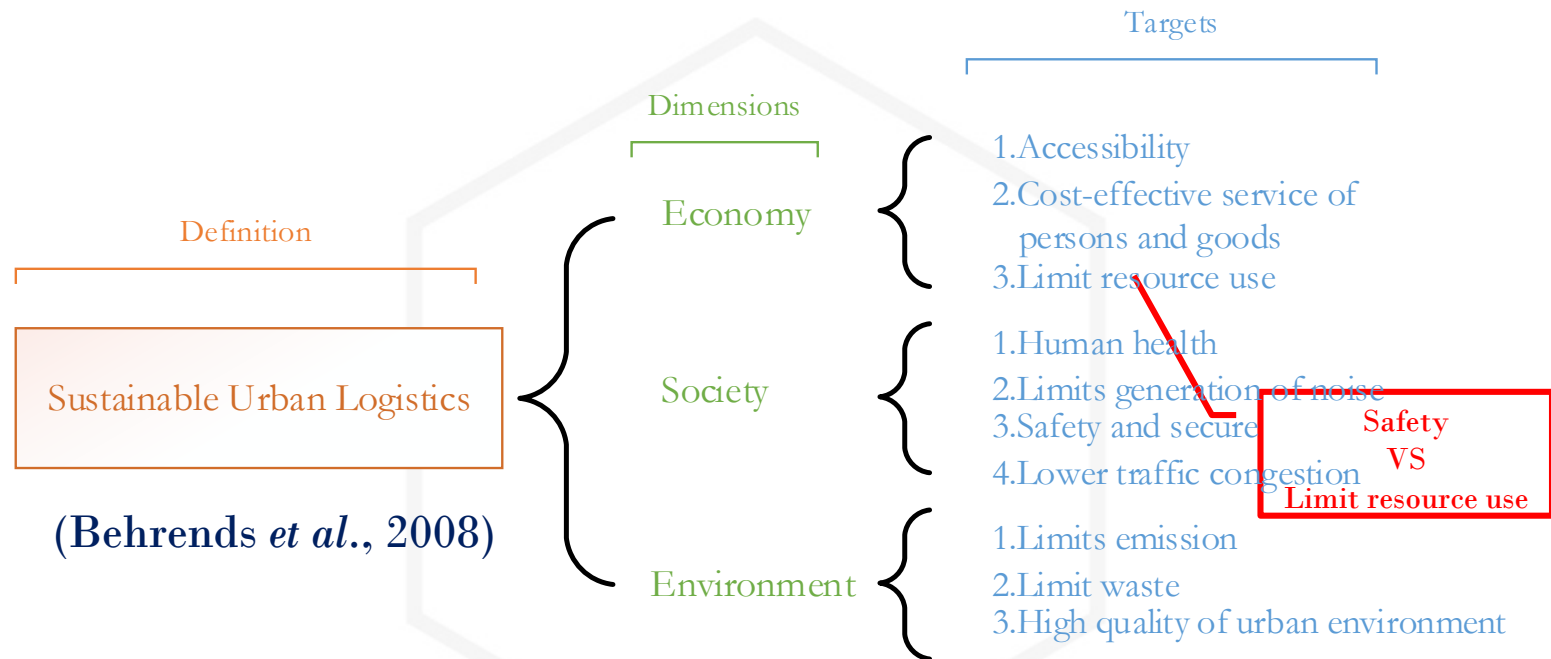 Targets
Dimensions
Definition
Sustainable Urban Logistics
(Behrends et al., 2008)
Economy
1.Accessibility
2.Cost-effective service of
persons and goods
3.Limit resource use
Society
1.Human health
2.Limits generation of noise
3.Safety and secure
4.Lower traffic congestion
Safety
VS
Limit resource use
Environment
1.Limits emission
2.Limit waste
3.High quality of urban environment